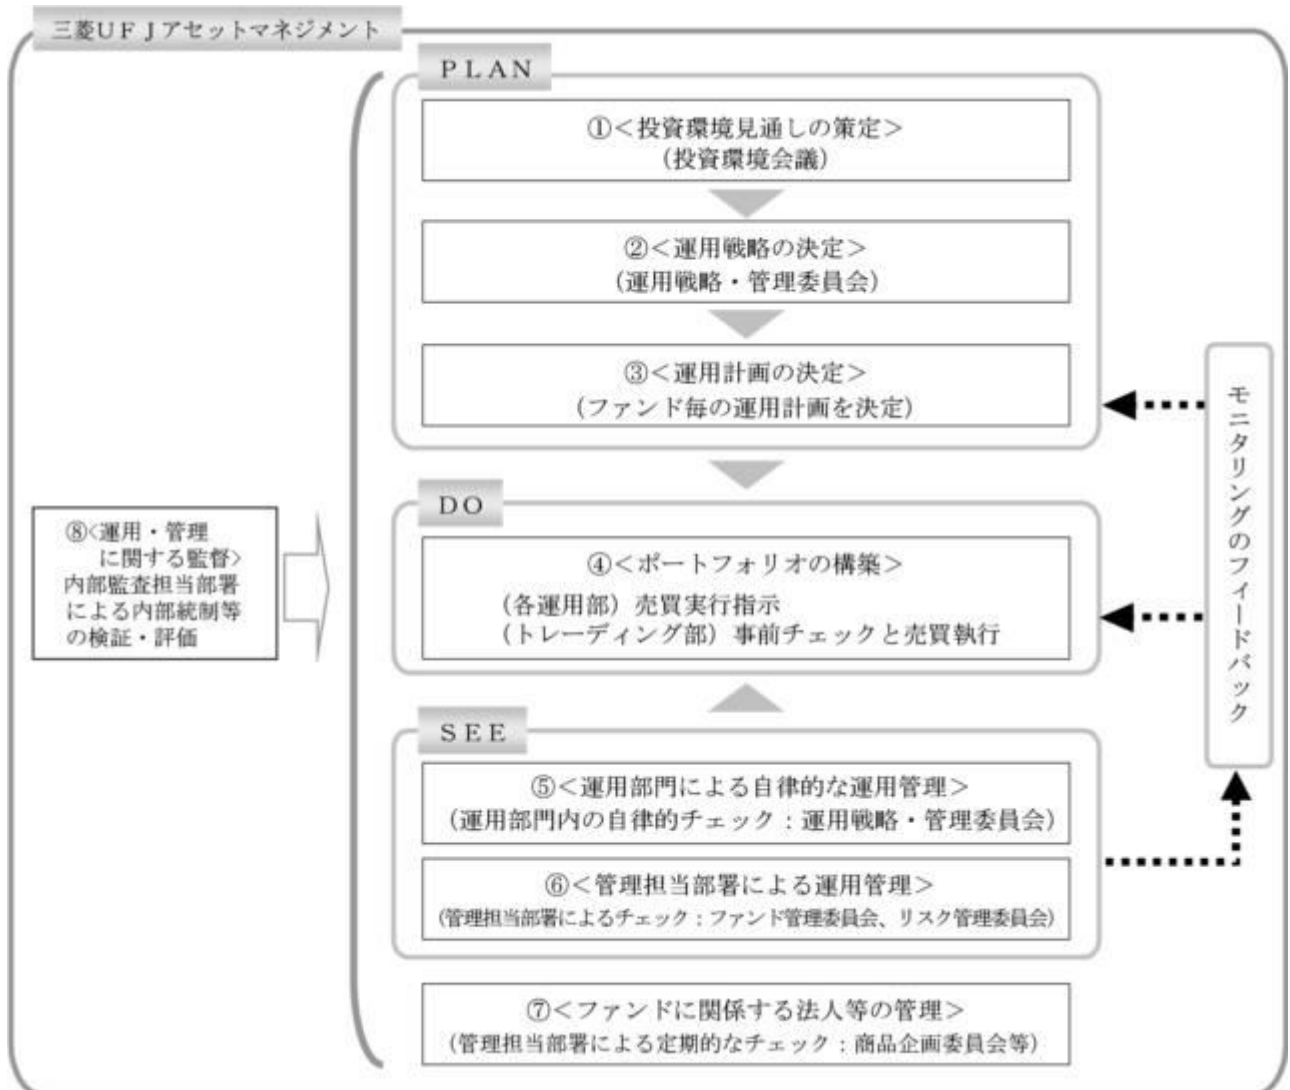 三菱ＵＦＪアセットマネジメント
ＰＬＡＮ
①＜投資環境見通しの策定＞
（投資環境会議）
②＜運用戦略の決定＞
（運用戦略・管理委員会）
③＜運用計画の決定＞
（ファンド毎の運用計画を決定）
ＤＯ
④＜ポートフォリオの構築＞
（各運用部）売買実行指示
（トレーディング部）事前チェックと売買執行
ＳＥＥ
⑤＜運用部門による自律的な運用管理＞
（運用部門内の自律的チェック：運用戦略・管理委員会）
⑥＜管理担当部署による運用管理＞
（管理担当部署によるチェック：ファンド管理委員会、リスク管理委員会）
⑦＜ファンドに関係する法人等の管理＞
（管理担当部署による定期的なチェック：商品企画委員会等）
⑧<運用・管理
に関する監督>
内部監査担当部署
による内部統制等
の検証・評価
モニタリングのフィードバック